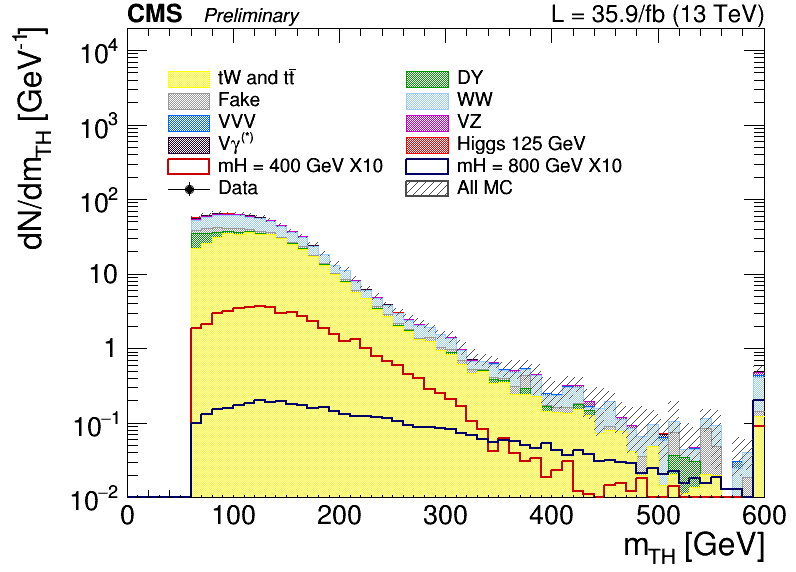 CMS Preliminary L = 35.9/fb (13 TeV)
dN/dm_TH [GeV⁻¹]
10⁴
10³
10²
10
1
10⁻¹
10⁻²
tW and tt̄ DY
Fake WW
VVV VZ
Vγ⁽*⁾ Higgs 125 GeV
mH = 400 GeV X10 mH = 800 GeV X10
Data All MC
0 100 200 300 400 500 600
m_TH [GeV]